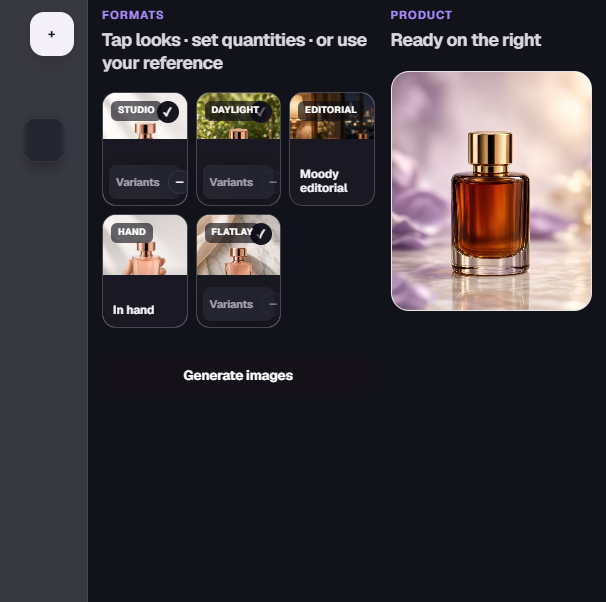 +
FORMATS
Tap looks · set quantities · or use
your reference
STUDIO
DAYLIGHT
EDITORIAL
Variants
−
Variants
−
Moody
editorial
HAND
FLATLAY
In hand
Variants
−
Generate images
PRODUCT
Ready on the right